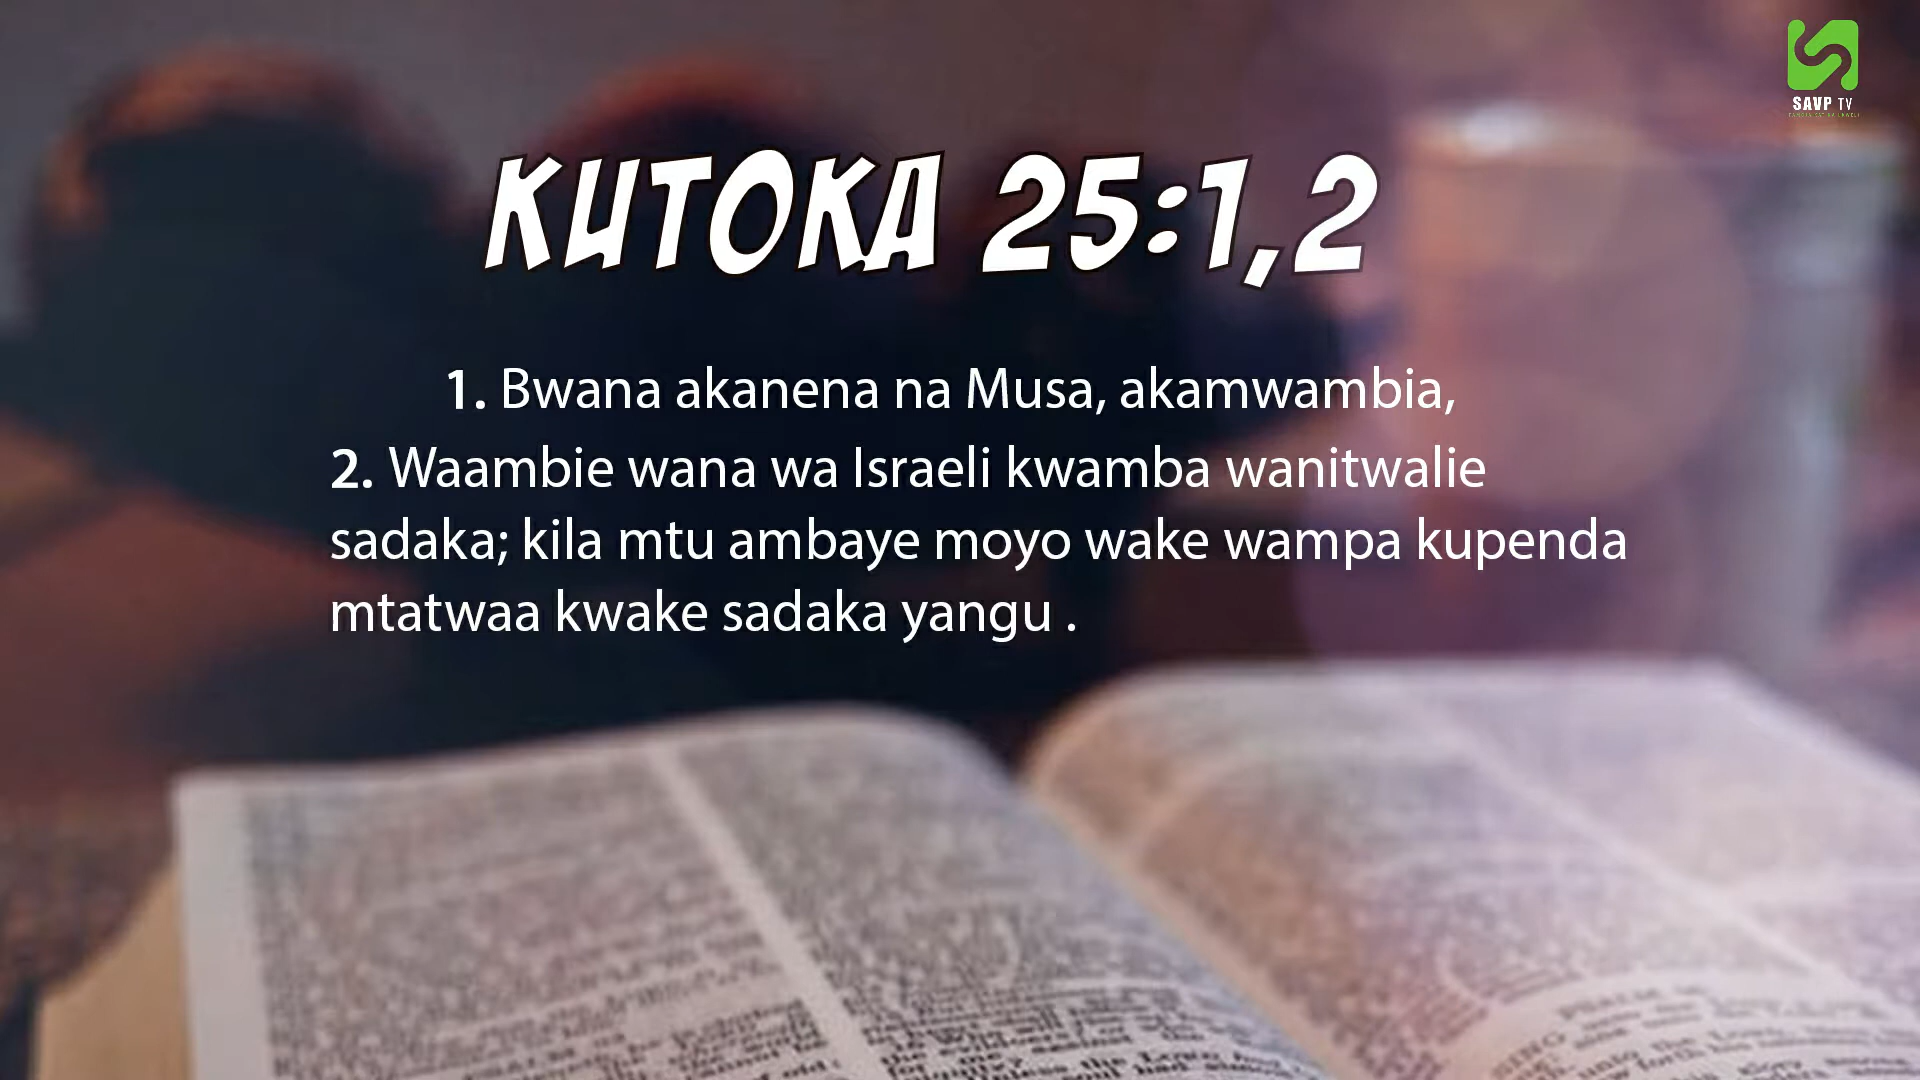 SAVP TV
KUTOKA 25:1,2
1. Bwana akanena na Musa, akamwambia,
2. Waambie wana wa Israeli kwamba wanitwalie
sadaka; kila mtu ambaye moyo wake wampa kupenda
mtatwaa kwake sadaka yangu .